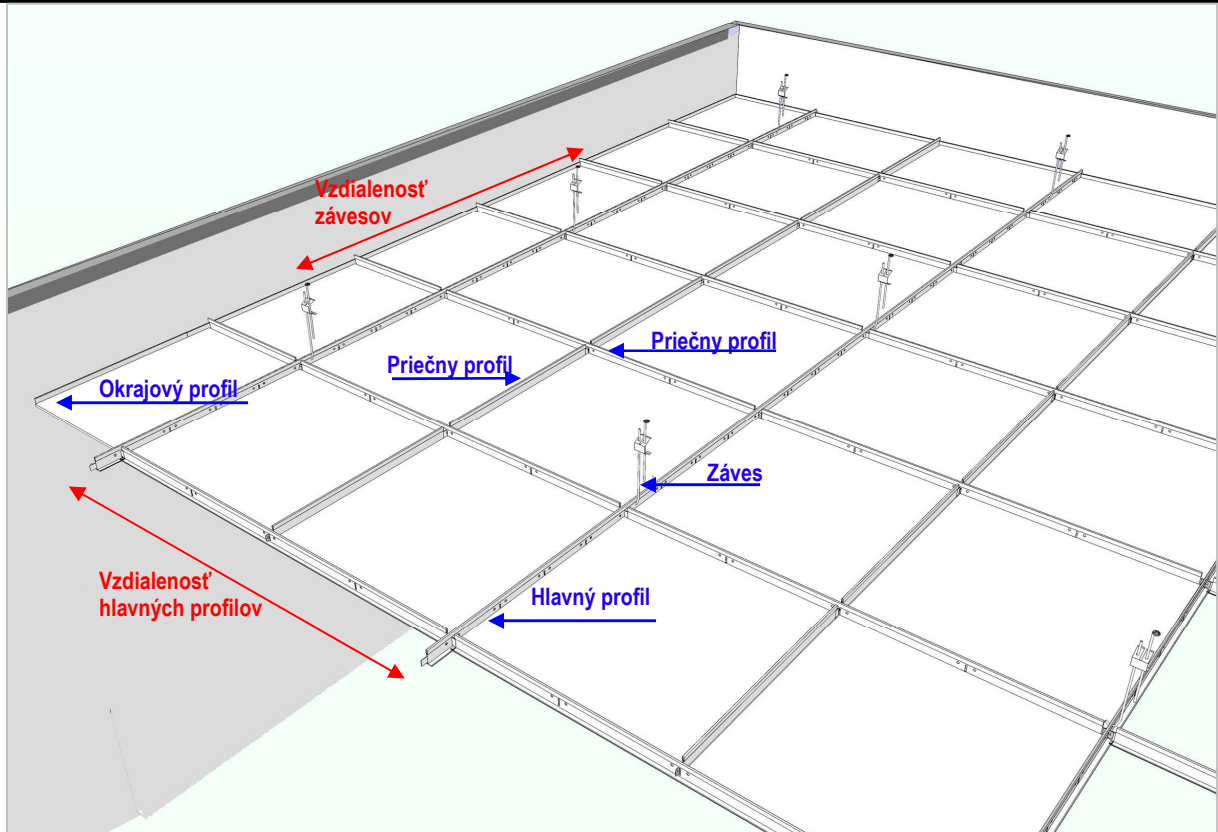 Vzdialenosť
závesov
Priečny profil
Priečny profil
Okrajový profil
Záves
Vzdialenosť
hlavných profilov
Hlavný profil